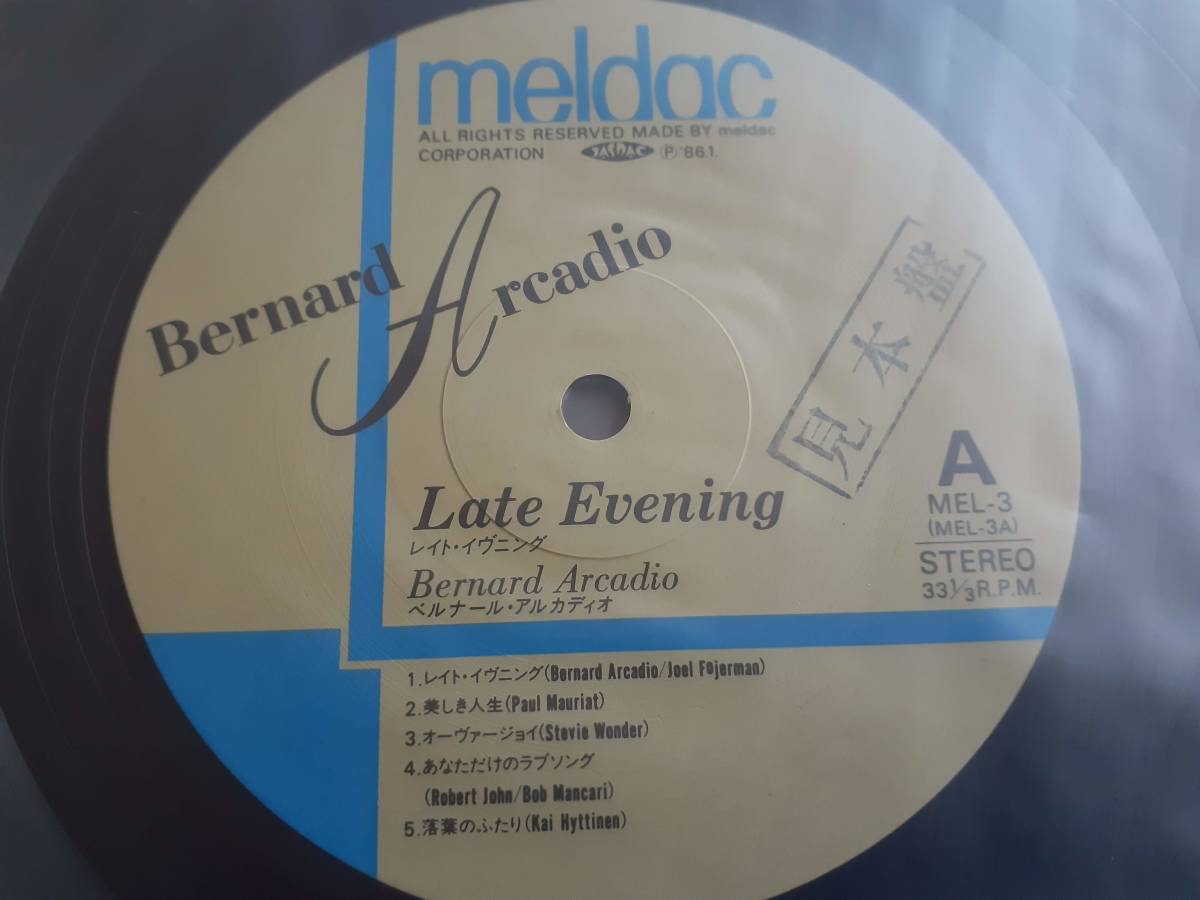 meldac
ALL RIGHTS RESERVED MADE BY meldac
CORPORATION JASRAC Ⓟ'86.1.
Bernard Arcadio
見本盤
A
MEL-3
(MEL-3A)
STEREO
33 1/3 R.P.M.
Late Evening
レイト・イヴニング
Bernard Arcadio
ベルナール・アルカディオ
1.レイト・イヴニング(Bernard Arcadio/Joel Fojerman)
2.美しき人生(Paul Mauriat)
3.オーヴァージョイ(Stevie Wonder)
4.あなただけのラブソング
(Robert John/Bob Mancari)
5.落葉のふたり(Kai Hyttinen)